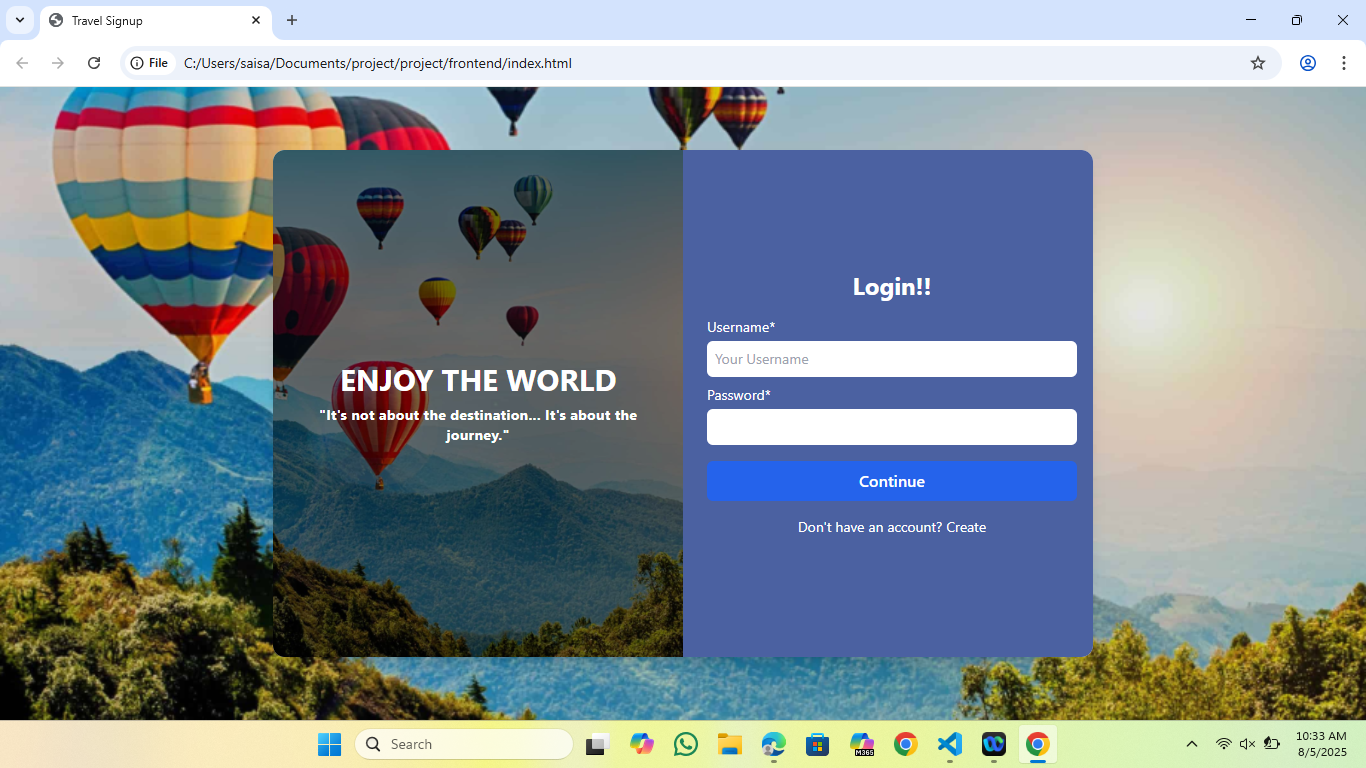 Travel Signup
File
C:/Users/saisa/Documents/project/project/frontend/index.html
ENJOY THE WORLD
"It's not about the destination... It's about the
journey."
Login!!
Username*
Your Username
Password*
Continue
Don't have an account? Create
Search
M365
10:33 AM
8/5/2025